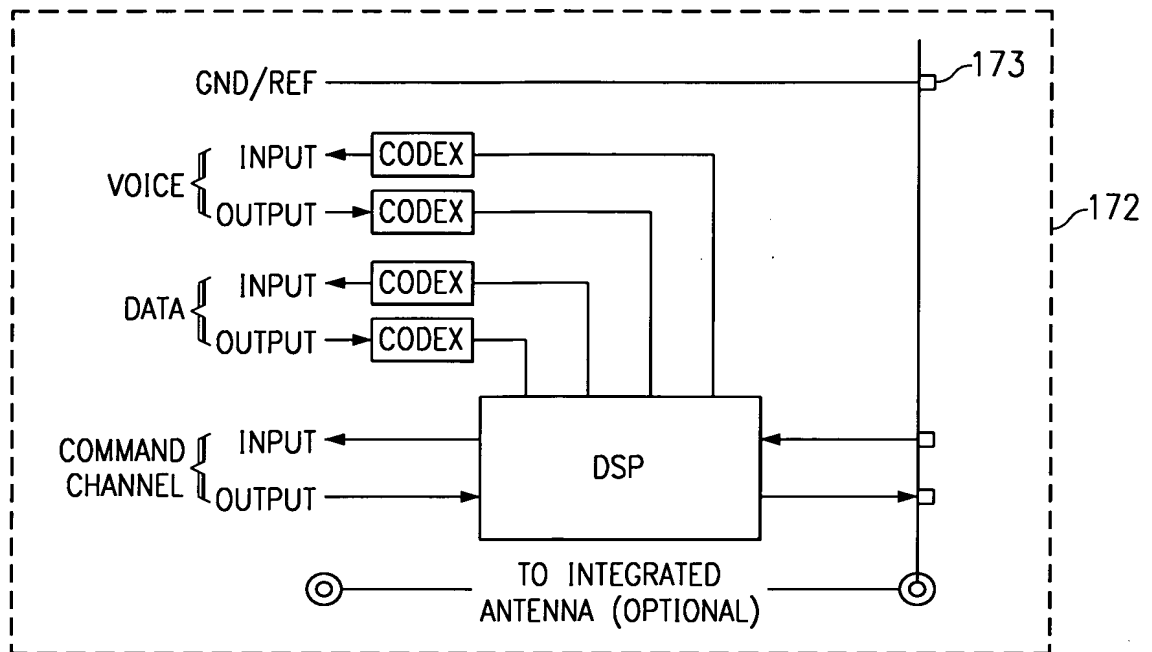 GND/REF
173
VOICE
INPUT
CODEX
OUTPUT
CODEX
172
DATA
INPUT
CODEX
OUTPUT
CODEX
COMMAND
CHANNEL
INPUT
OUTPUT
DSP
TO INTEGRATED
ANTENNA (OPTIONAL)